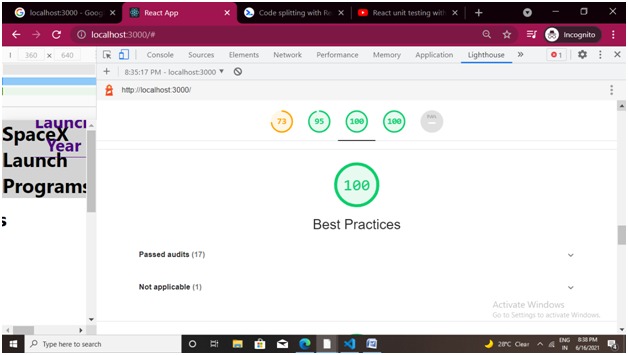 localhost:3000 - Goog
React App
Code splitting with Re
React unit testing with
localhost:3000/#
Incognito
360
640
Console
Sources
Elements
Network
Performance
Memory
Application
Lighthouse
1
8:35:17 PM - localhost:3000
http://localhost:3000/
73
95
100
100
Launch
Year
SpaceX
Launch
Programs
s
100
Best Practices
Passed audits (17)
Not applicable (1)
Activate Windows
Go to Settings to activate Windows.
Type here to search
28°C Clear
ENG
IN
8:38 PM
6/16/2021
4